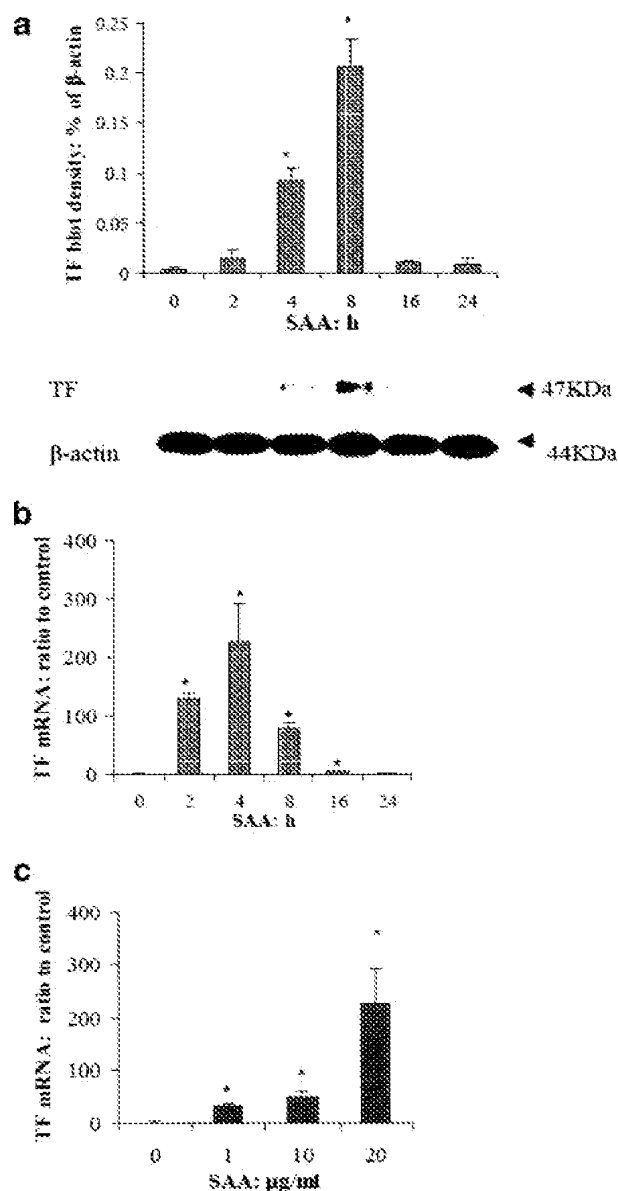 a
TF blot density: % of β-actin
0.25
0.2
0.15
0.1
0.05
0
*
*
0 2 4 8 16 24
SAA: h
TF 47KDa
β-actin 44KDa
b
TF mRNA: ratio to control
400
300
200
100
0
*
*
*
*
0 2 4 8 16 24
SAA: h
c
TF mRNA: ratio to control
400
300
200
100
0
*
*
*
0 1 10 20
SAA: µg/ml